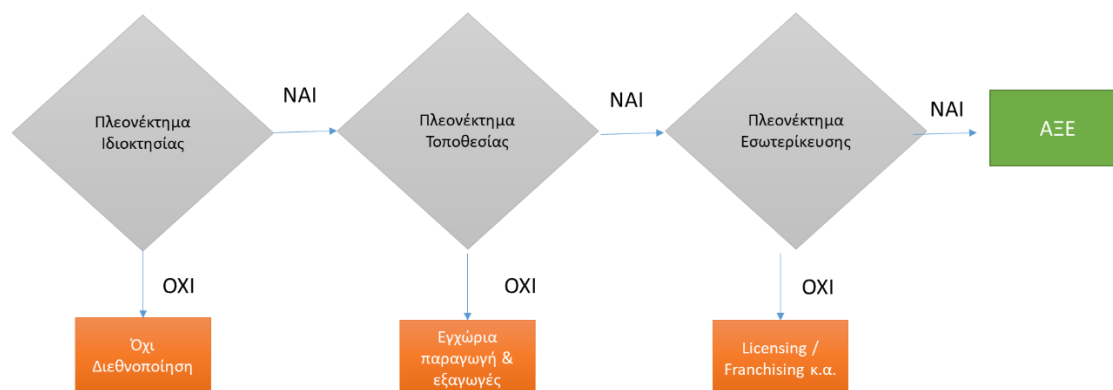 Πλεονέκτημα
Ιδιοκτησίας
ΝΑΙ
Πλεονέκτημα
Τοποθεσίας
ΝΑΙ
Πλεονέκτημα
Εσωτερίκευσης
ΝΑΙ
ΑΞΕ
ΟΧΙ
ΟΧΙ
ΟΧΙ
Όχι
Διεθνοποίηση
Εγχώρια
παραγωγή &
εξαγωγές
Licensing /
Franchising κ.α.